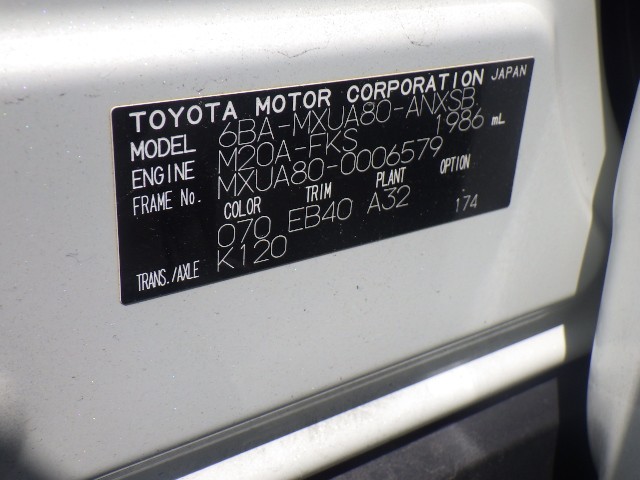 TOYOTA MOTOR CORPORATION JAPAN
MODEL 6BA-MXUA80-ANXSB
ENGINE M20A-FKS 1986 mL
FRAME No. MXUA80-0006579
COLOR TRIM PLANT OPTION
070 EB40 A32 174
TRANS./AXLE K120